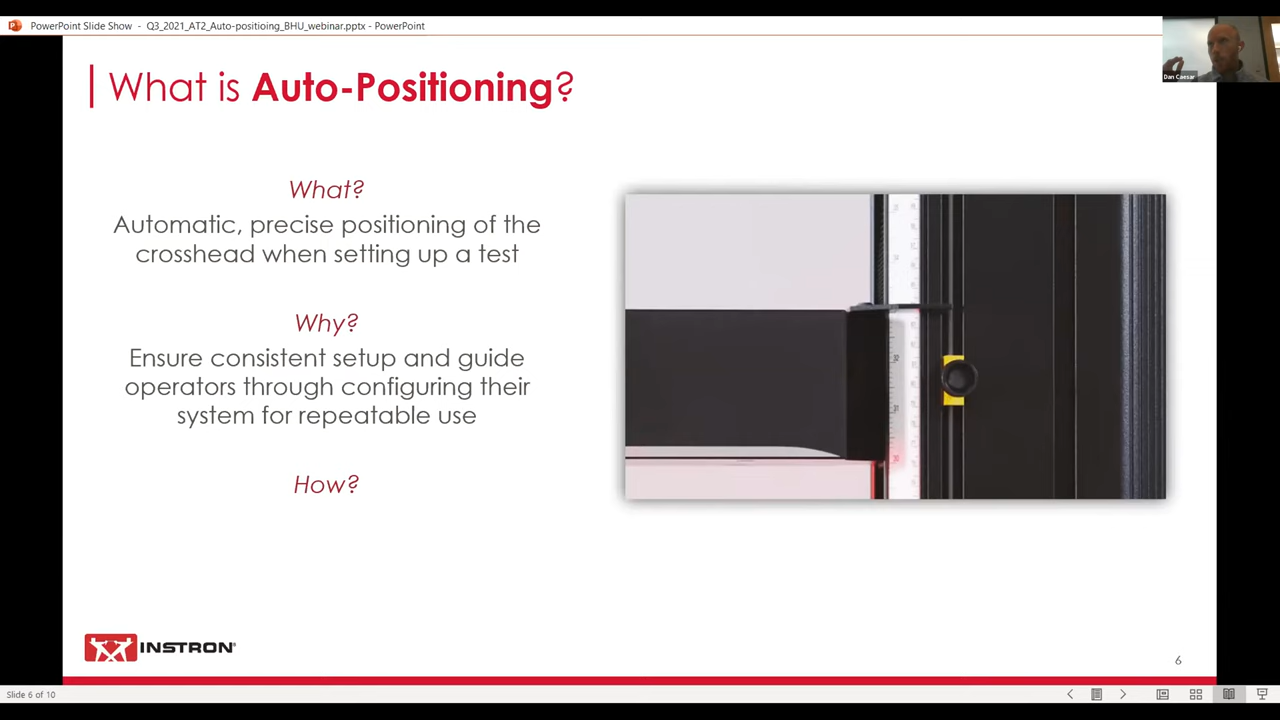 PowerPoint Slide Show - Q3_2021_AT2_Auto-positioing_BHU_webinar.pptx - PowerPoint
Dan Caesar
What is Auto-Positioning?
What?
Automatic, precise positioning of the
crosshead when setting up a test
Why?
Ensure consistent setup and guide
operators through configuring their
system for repeatable use
How?
INSTRON®
6
Slide 6 of 10